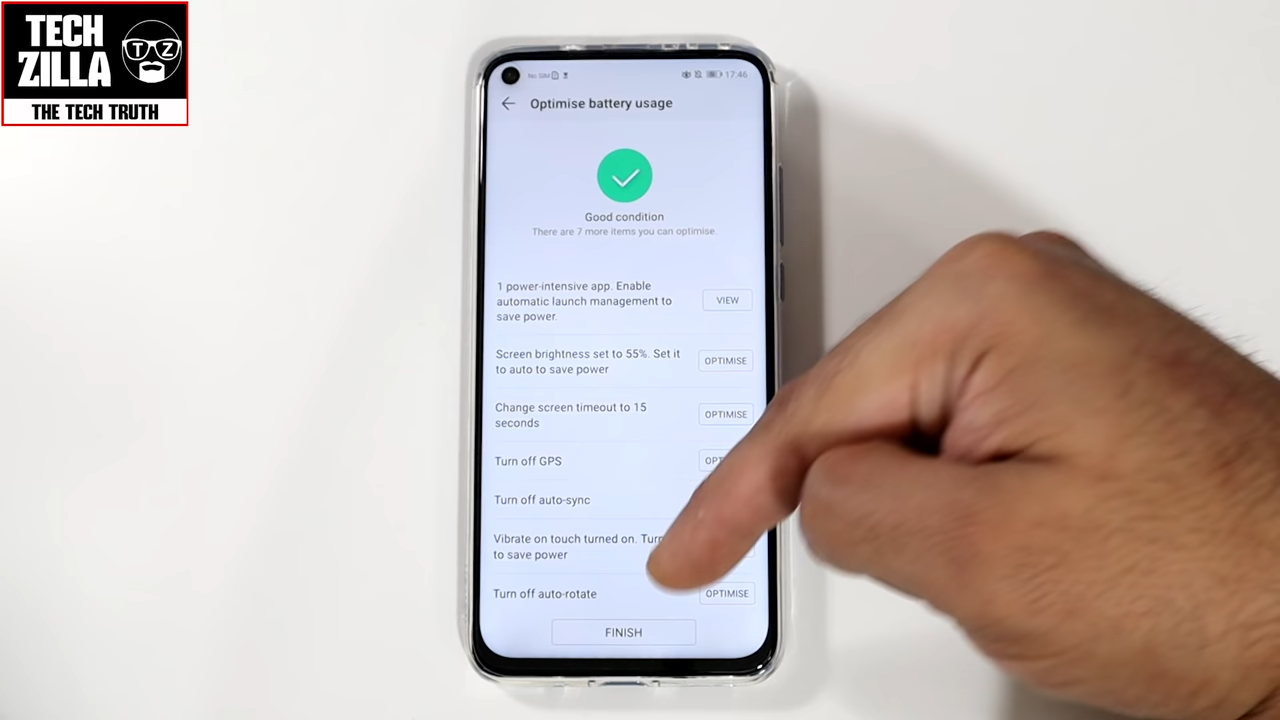 TECH
ZILLA
TZ
THE TECH TRUTH
No SIM
17:46
Optimise battery usage
Good condition
There are 7 more items you can optimise.
1 power-intensive app. Enable
automatic launch management to
save power.
VIEW
Screen brightness set to 55%. Set it
to auto to save power
OPTIMISE
Change screen timeout to 15
seconds
OPTIMISE
Turn off GPS
Turn off auto-sync
Vibrate on touch turned on.
to save power
Turn off auto-rotate
OPTIMISE
FINISH